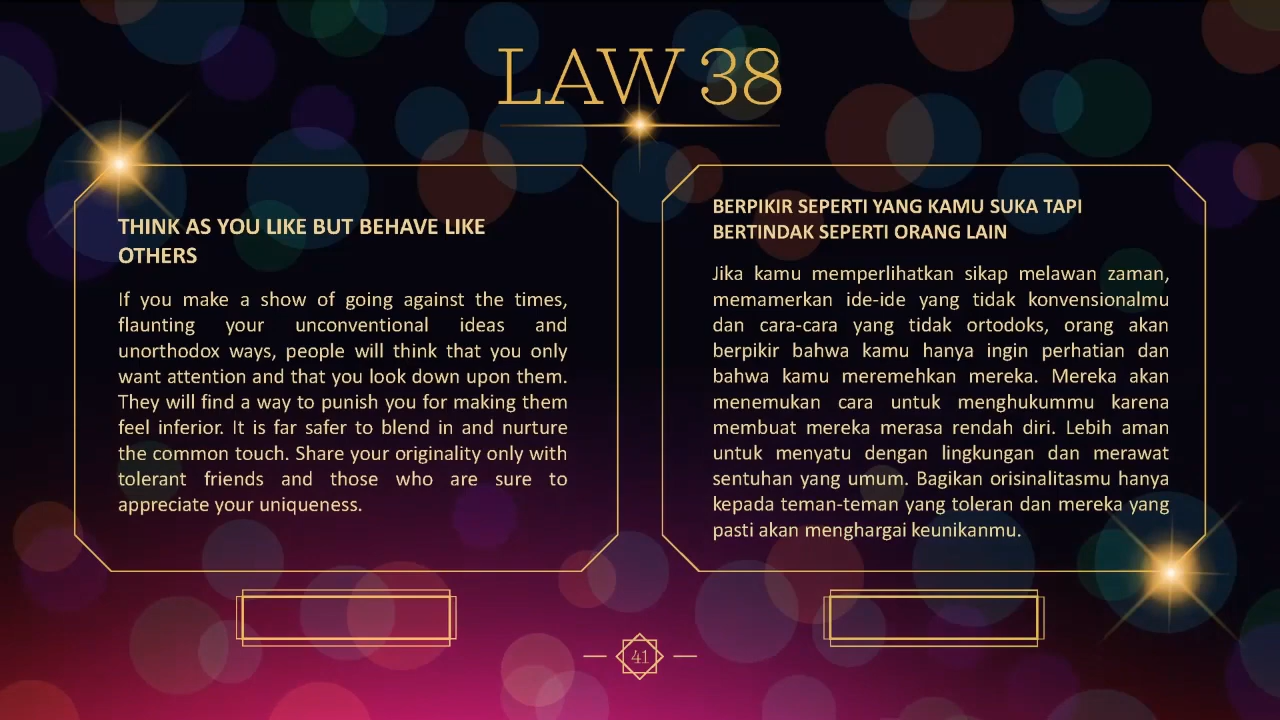 LAW 38
THINK AS YOU LIKE BUT BEHAVE LIKE
OTHERS
If you make a show of going against the times,
flaunting your unconventional ideas and
unorthodox ways, people will think that you only
want attention and that you look down upon them.
They will find a way to punish you for making them
feel inferior. It is far safer to blend in and nurture
the common touch. Share your originality only with
tolerant friends and those who are sure to
appreciate your uniqueness.
BERPIKIR SEPERTI YANG KAMU SUKA TAPI
BERTINDAK SEPERTI ORANG LAIN
Jika kamu memperlihatkan sikap melawan zaman,
memamerkan ide-ide yang tidak konvensionalmu
dan cara-cara yang tidak ortodoks, orang akan
berpikir bahwa kamu hanya ingin perhatian dan
bahwa kamu meremehkan mereka. Mereka akan
menemukan cara untuk menghukummu karena
membuat mereka merasa rendah diri. Lebih aman
untuk menyatu dengan lingkungan dan merawat
sentuhan yang umum. Bagikan orisinalitasmu hanya
kepada teman-teman yang toleran dan mereka yang
pasti akan menghargai keunikanmu.
41